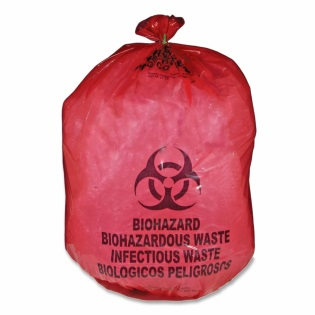 BIOHAZARD
BIOHAZARDOUS WASTE
INFECTIOUS WASTE
BIOLOGICOS PELIGROSOS